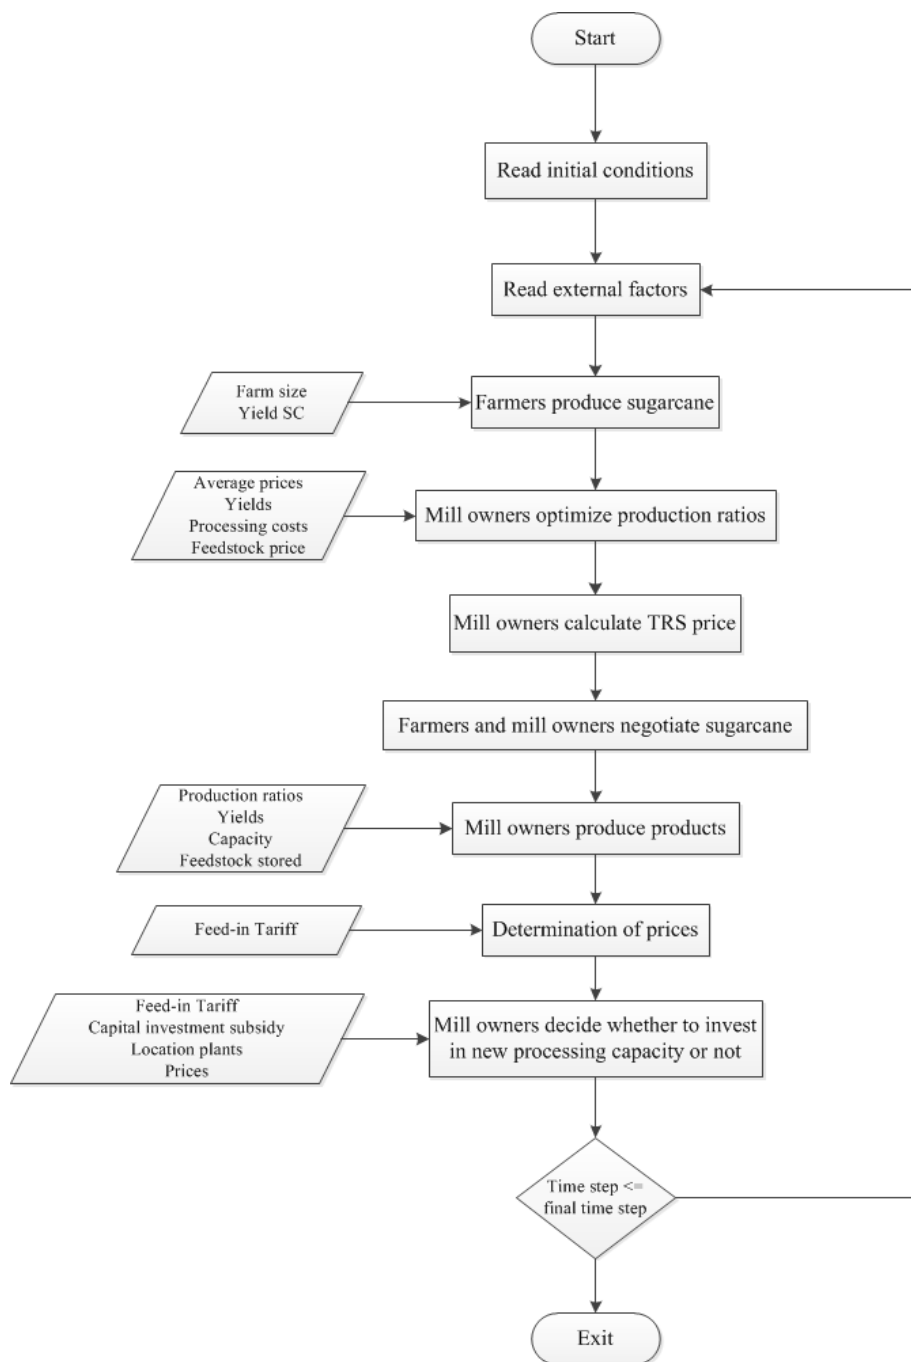 Start
Read initial conditions
Read external factors
Farm size
Yield SC
Farmers produce sugarcane
Average prices
Yields
Processing costs
Feedstock price
Mill owners optimize production ratios
Mill owners calculate TRS price
Farmers and mill owners negotiate sugarcane
Production ratios
Yields
Capacity
Feedstock stored
Mill owners produce products
Feed-in Tariff
Determination of prices
Feed-in Tariff
Capital investment subsidy
Location plants
Prices
Mill owners decide whether to invest
in new processing capacity or not
Time step <=
final time step
Exit